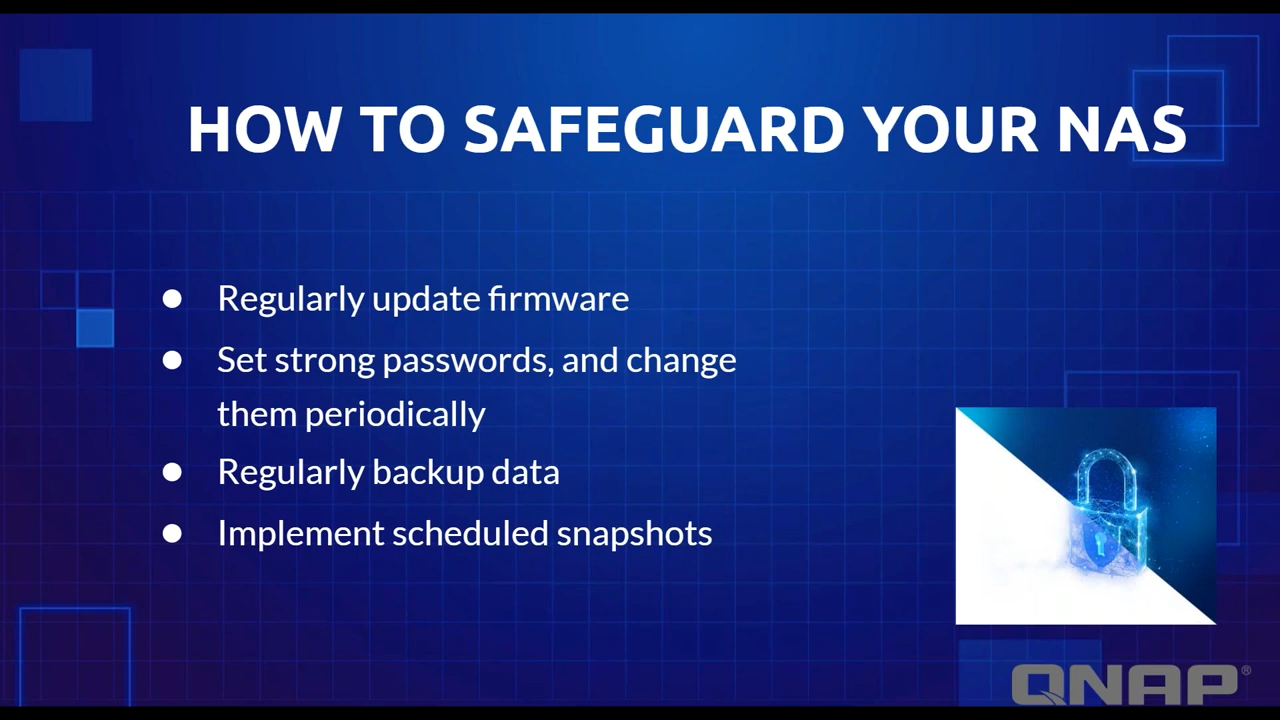 HOW TO SAFEGUARD YOUR NAS
● Regularly update firmware
● Set strong passwords, and change
them periodically
● Regularly backup data
● Implement scheduled snapshots
QNAP®